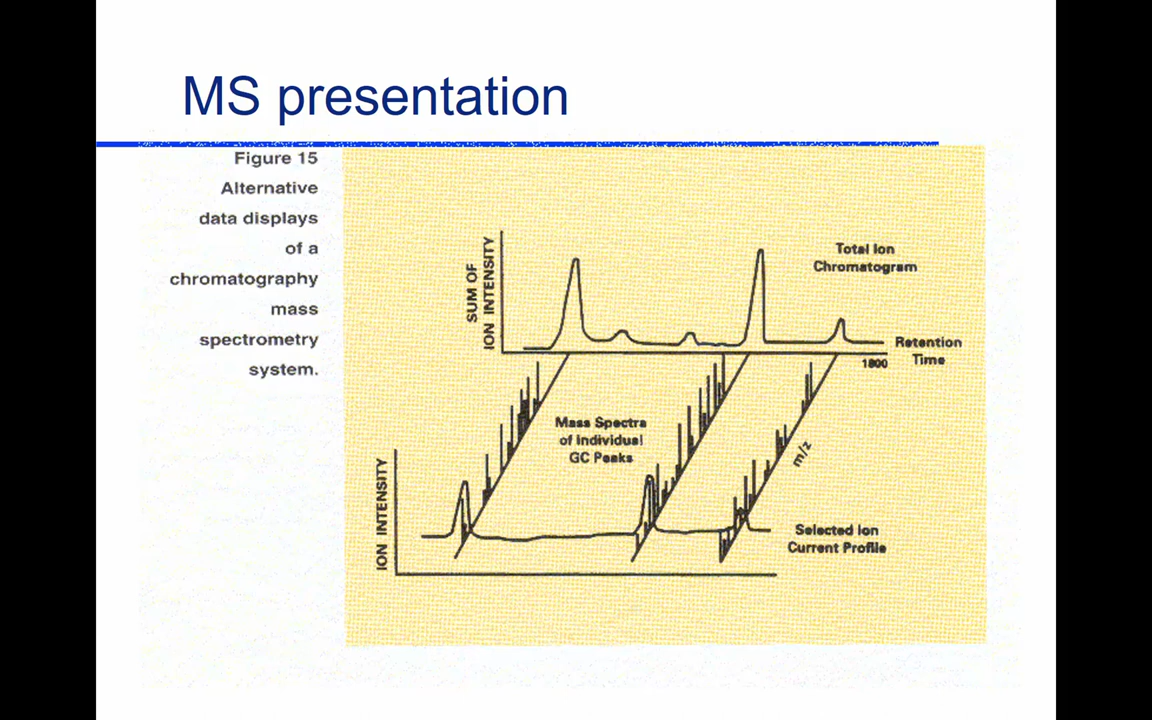 MS presentation
Figure 15
Alternative
data displays
of a
chromatography
mass
spectrometry
system.
SUM OF
ION INTENSITY
Total Ion
Chromatogram
Retention
Time
1800
Mass Spectra
of Individual
GC Peaks
m/z
ION INTENSITY
Selected Ion
Current Profile